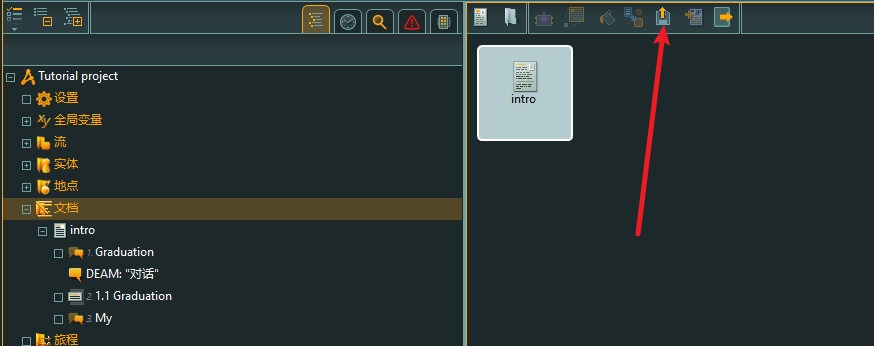 Tutorial project
设置
xy 全局变量
流
实体
地点
文档
intro
1. Graduation
DEAM: "对话"
2. 1.1 Graduation
3. My
旅程
intro